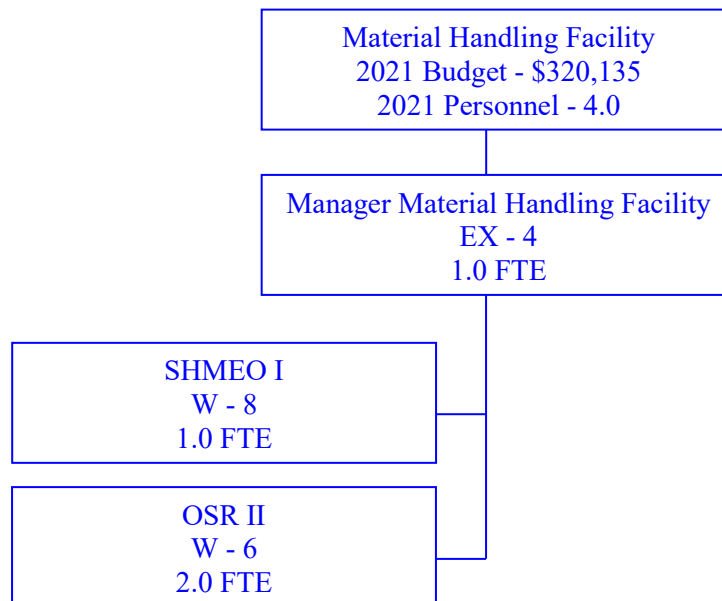 Material Handling Facility
2021 Budget - $320,135
2021 Personnel - 4.0
Manager Material Handling Facility
EX - 4
1.0 FTE
SHMEO I
W - 8
1.0 FTE
OSR II
W - 6
2.0 FTE